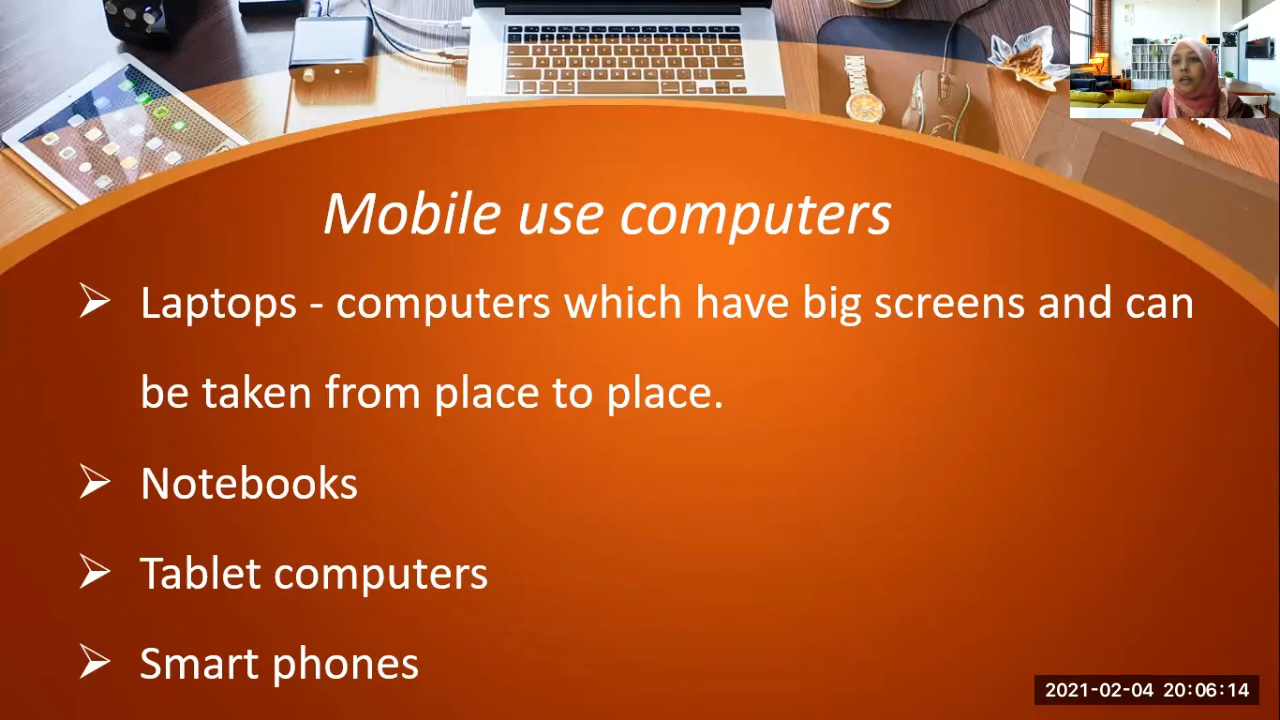 Mobile use computers
Laptops - computers which have big screens and can
be taken from place to place.
Notebooks
Tablet computers
Smart phones
2021-02-04 20:06:14